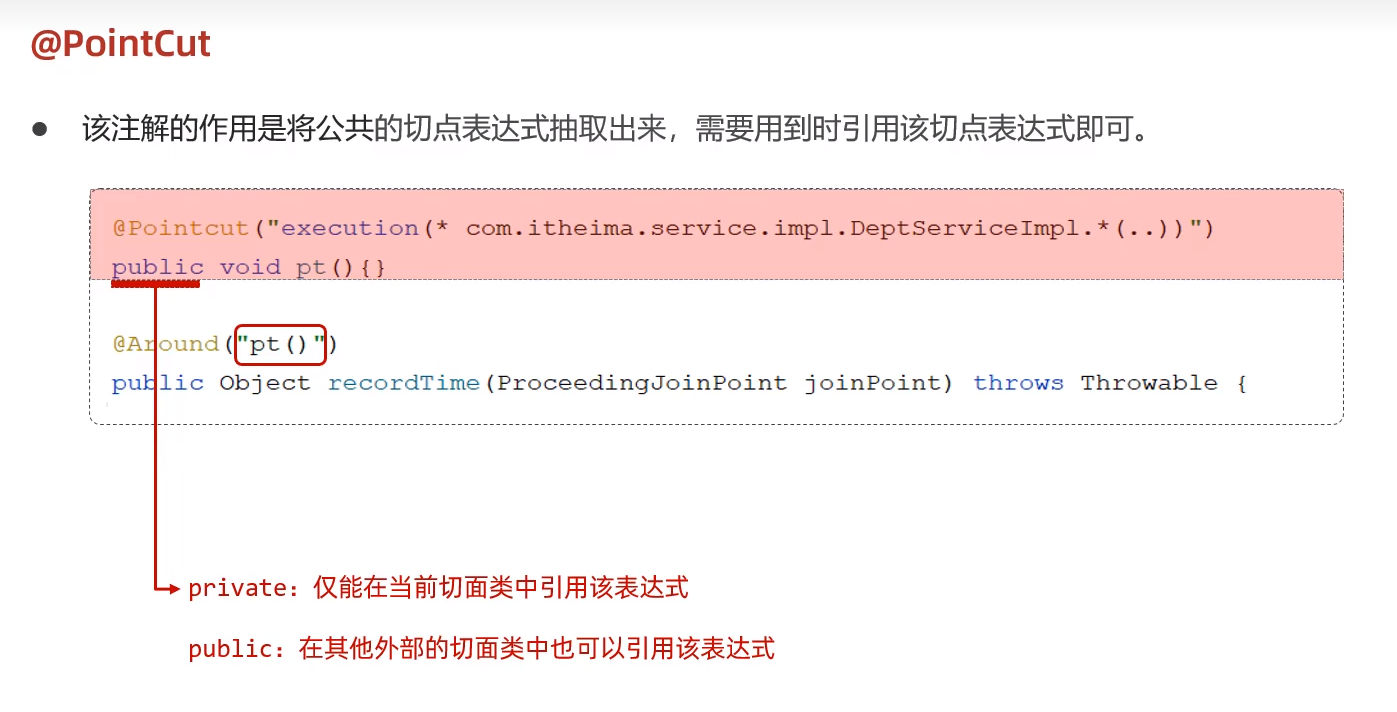 @PointCut
● 该注解的作用是将公共的切点表达式抽取出来，需要用到时引用该切点表达式即可。
@Pointcut("execution(* com.itheima.service.impl.DeptServiceImpl.*(..))")
public void pt(){}
@Around("pt()")
public Object recordTime(ProceedingJoinPoint joinPoint) throws Throwable {
private：仅能在当前切面类中引用该表达式
public：在其他外部的切面类中也可以引用该表达式